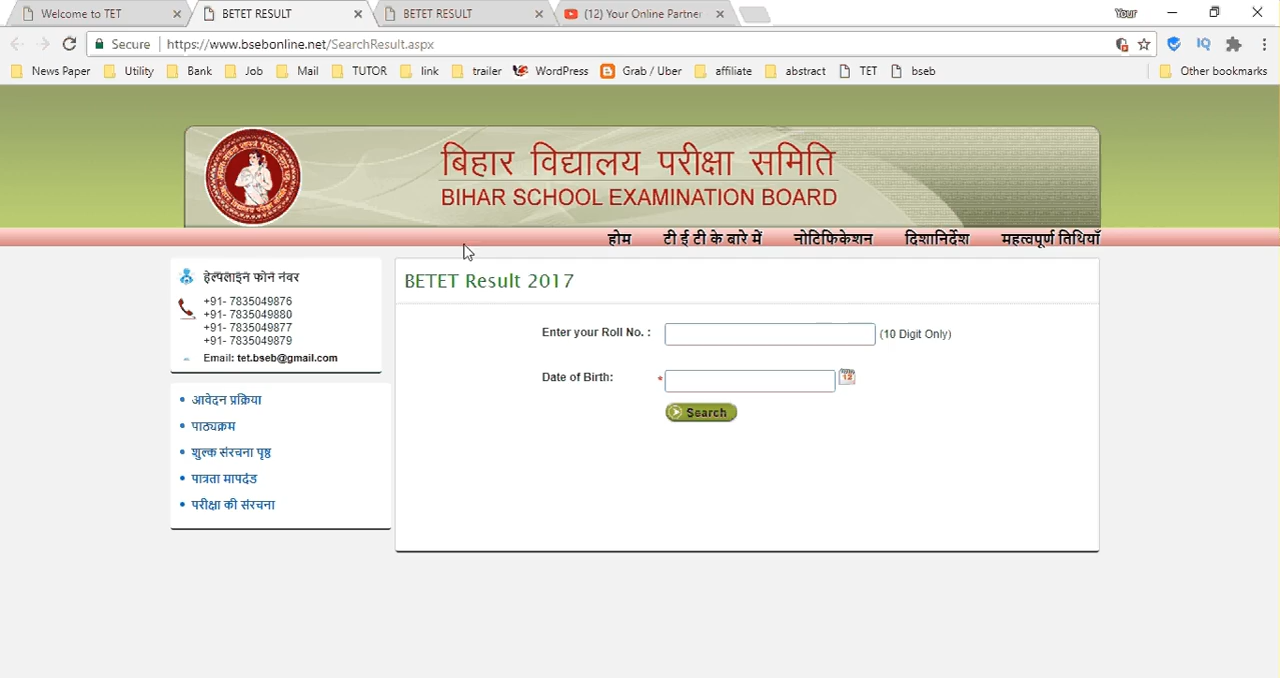 Welcome to TET
BETET RESULT
BETET RESULT
(12) Your Online Partner
Your
Secure
https://www.bsebonline.net/SearchResult.aspx
IQ
News Paper
Utility
Bank
Job
Mail
TUTOR
link
trailer
WordPress
Grab / Uber
affiliate
abstract
TET
bseb
Other bookmarks
बिहार विद्यालय परीक्षा समिति
BIHAR SCHOOL EXAMINATION BOARD
होम
टी ई टी के बारे में
नोटिफिकेशन
दिशानिर्देश
महत्वपूर्ण तिथियाँ
हेल्पलाइन फोन नंबर
+91- 7835049876
+91- 7835049880
+91- 7835049877
+91- 7835049879
Email: tet.bseb@gmail.com
आवेदन प्रक्रिया
पाठ्यक्रम
शुल्क संरचना पृष्ठ
पात्रता मापदंड
परीक्षा की संरचना
BETET Result 2017
Enter your Roll No. :
(10 Digit Only)
Date of Birth:
*
12
Search